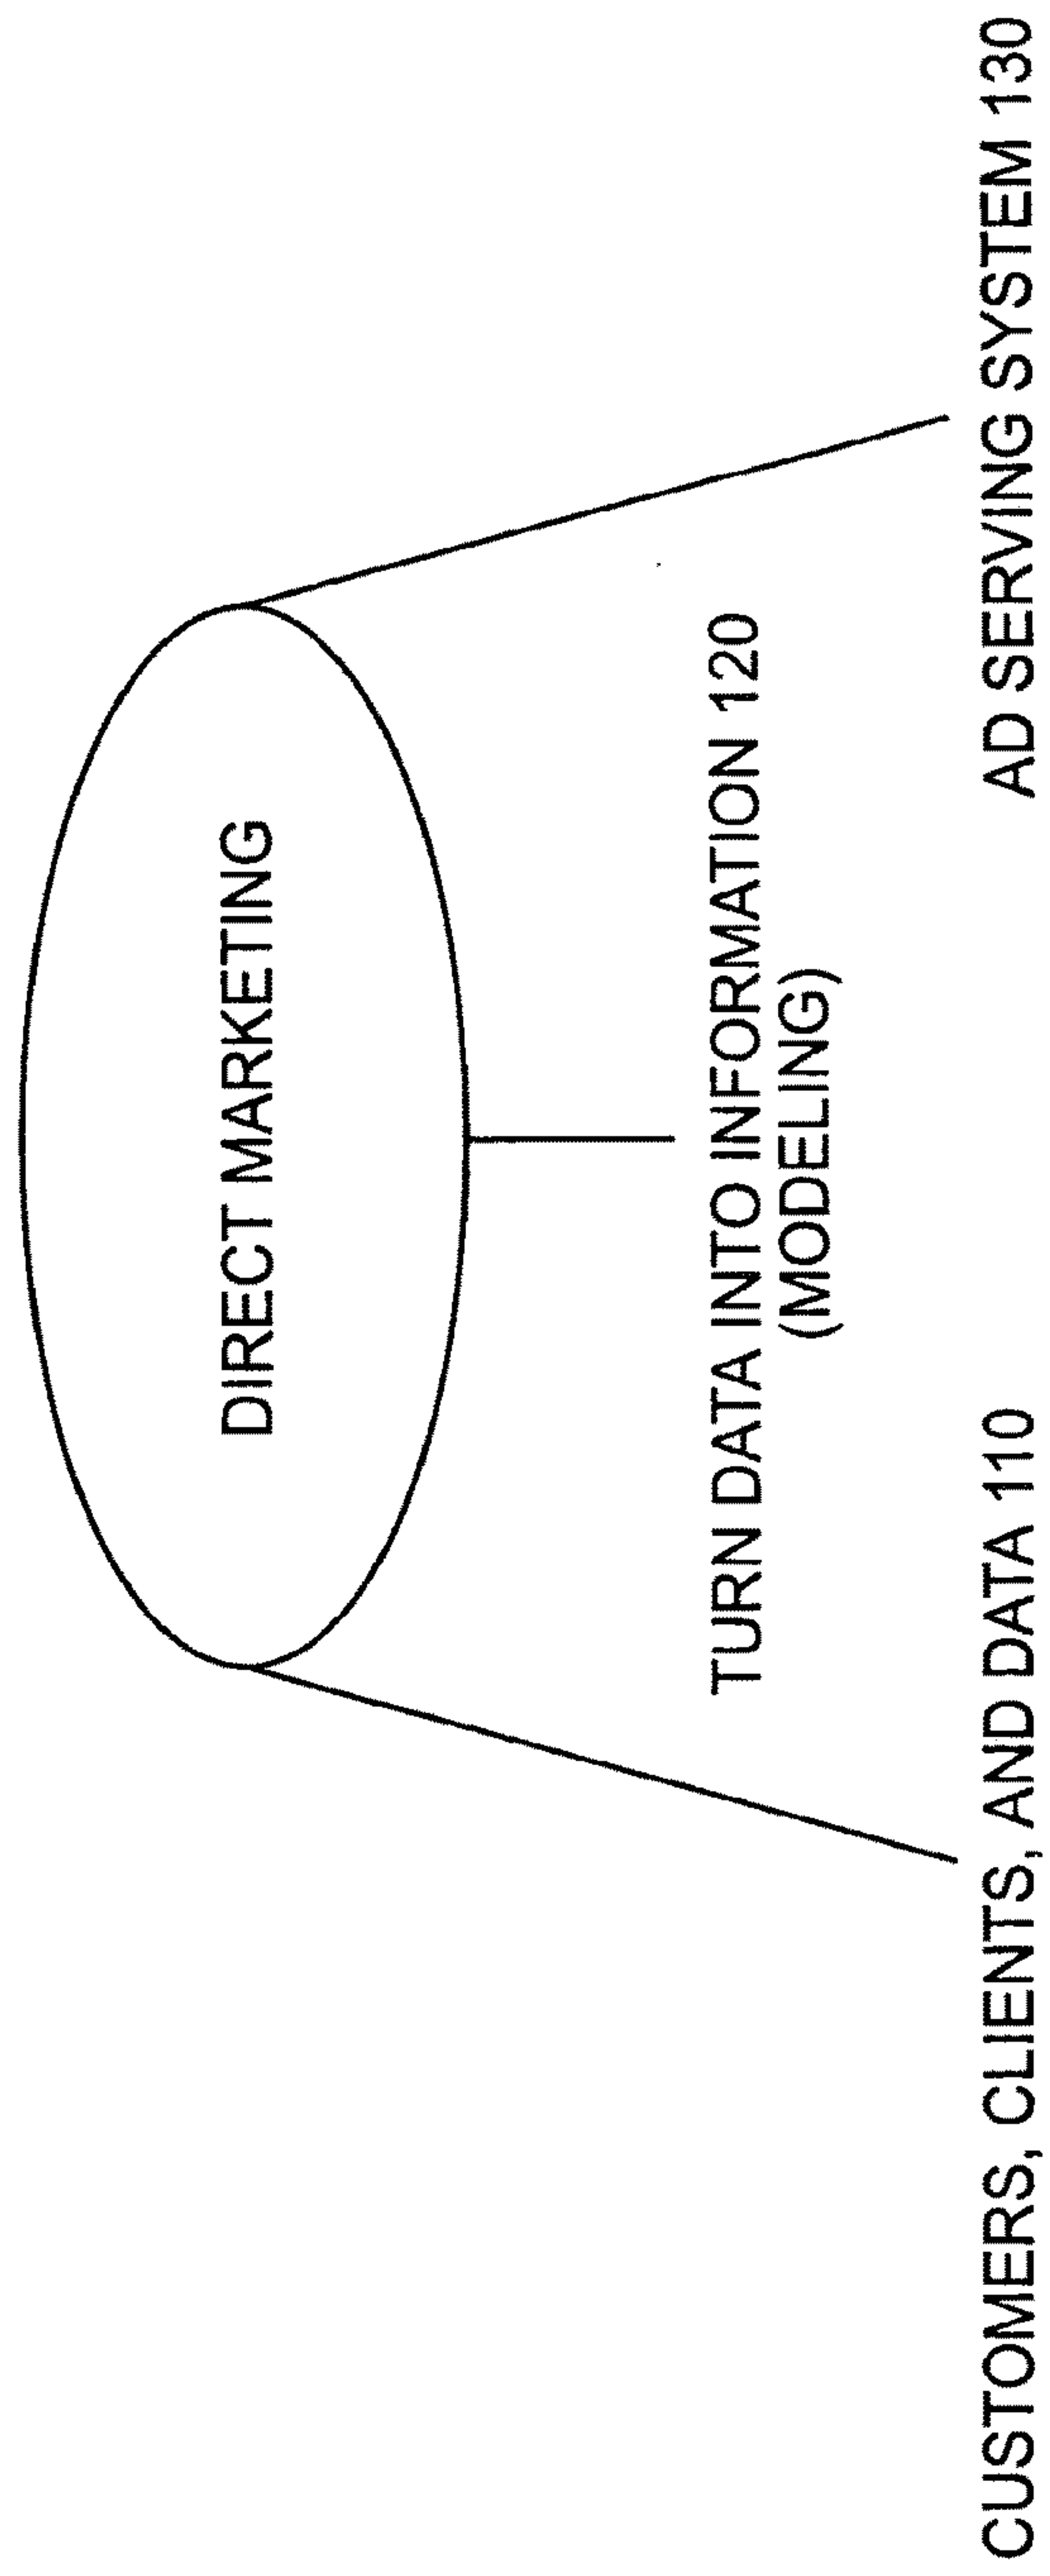 DIRECT MARKETING
TURN DATA INTO INFORMATION 120
(MODELING)
CUSTOMERS, CLIENTS, AND DATA 110
AD SERVING SYSTEM 130